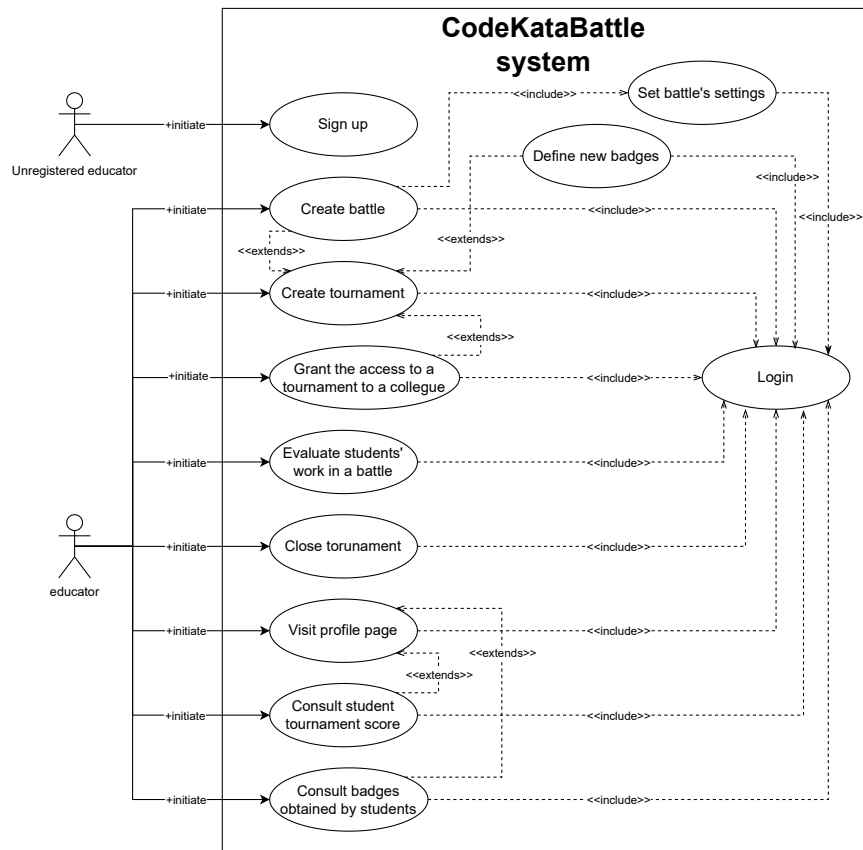 CodeKataBattle
system
<<include>>
Set battle's settings
+initiate
Sign up
Unregistered educator
Define new badges
<<include>>
+initiate
Create battle
<<include>>
<<include>>
<<extends>>
<<extends>>
+initiate
Create tournament
<<include>>
<<extends>>
+initiate
Grant the access to a
tournament to a collegue
<<include>>
Login
+initiate
Evaluate students'
work in a battle
<<include>>
+initiate
Close torunament
<<include>>
educator
+initiate
Visit profile page
<<include>>
<<extends>>
<<extends>>
+initiate
Consult student
tournament score
<<include>>
+initiate
Consult badges
obtained by students
<<include>>